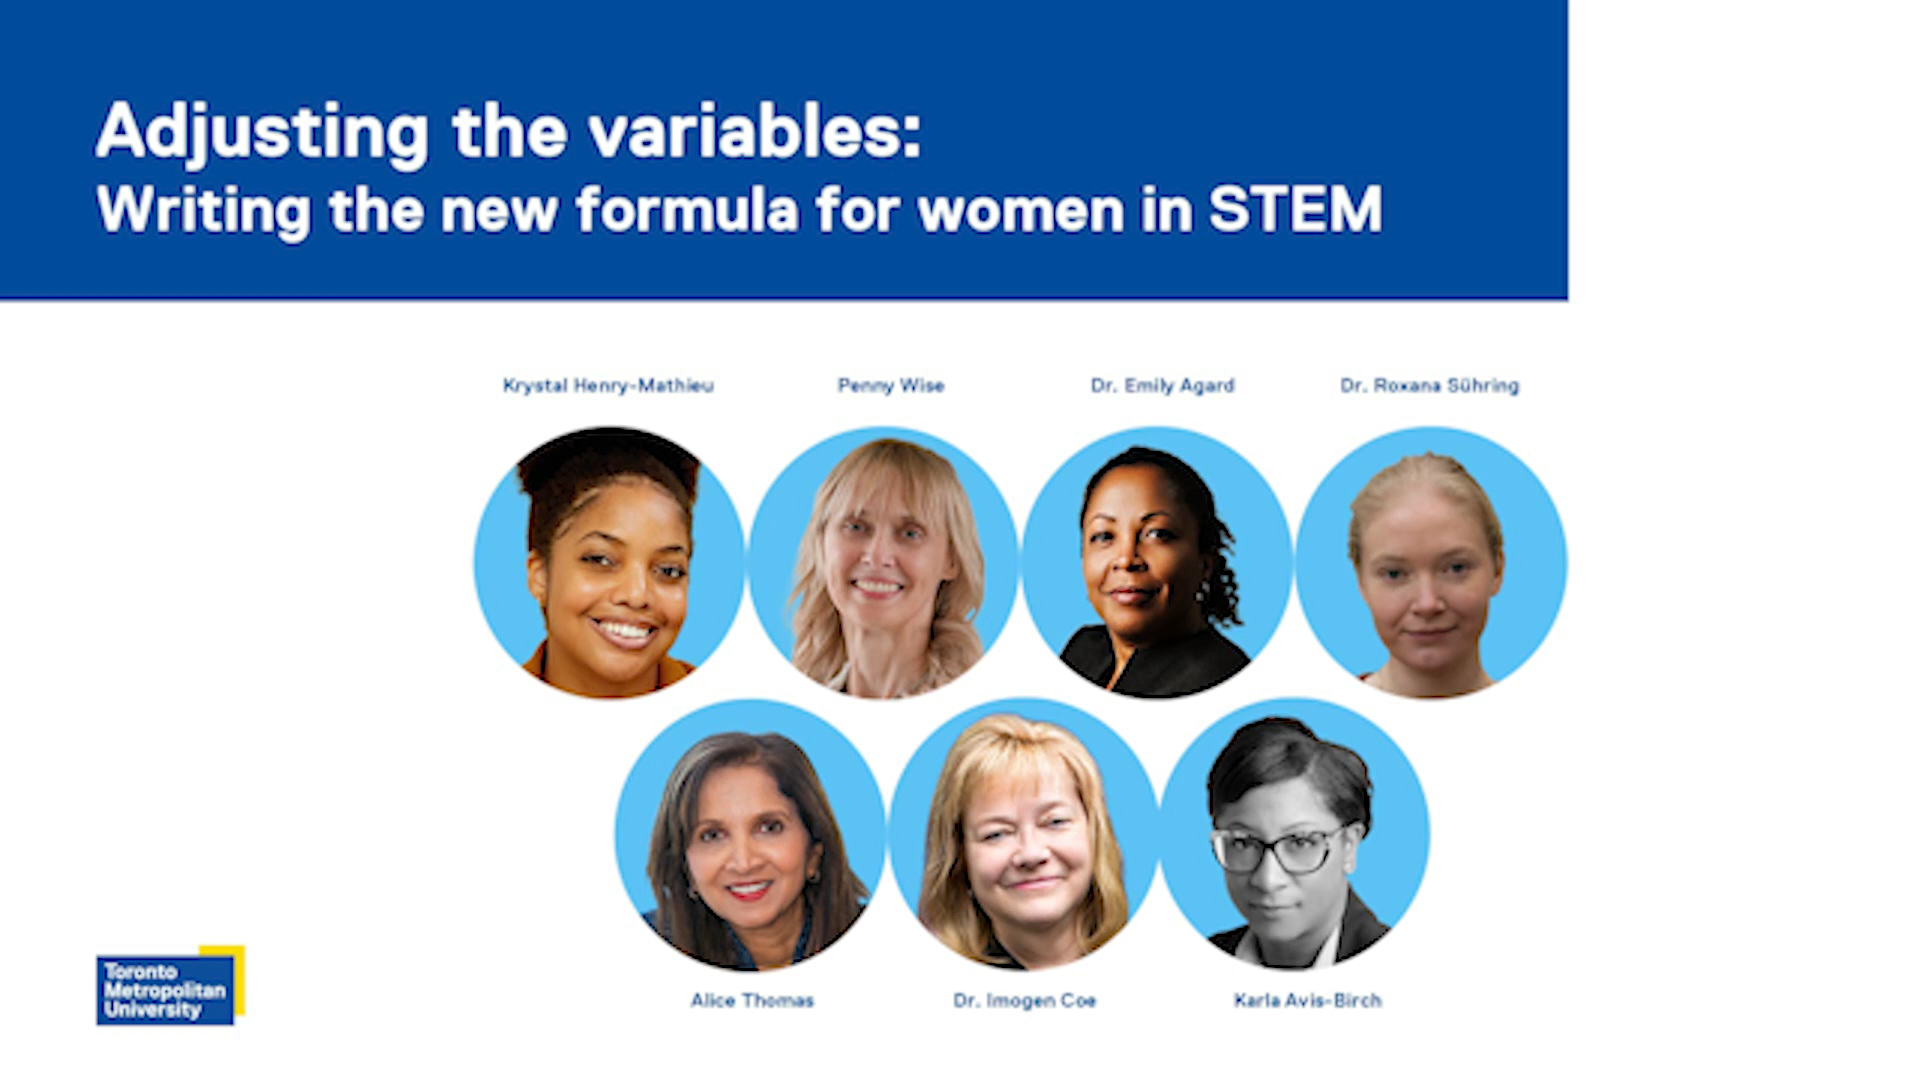 Adjusting the variables:
Writing the new formula for women in STEM
Krystal Henry-Mathieu
Penny Wise
Dr. Emily Agard
Dr. Roxana Sühring
Alice Thomas
Dr. Imogen Coe
Karla Avis-Birch
Toronto
Metropolitan
University